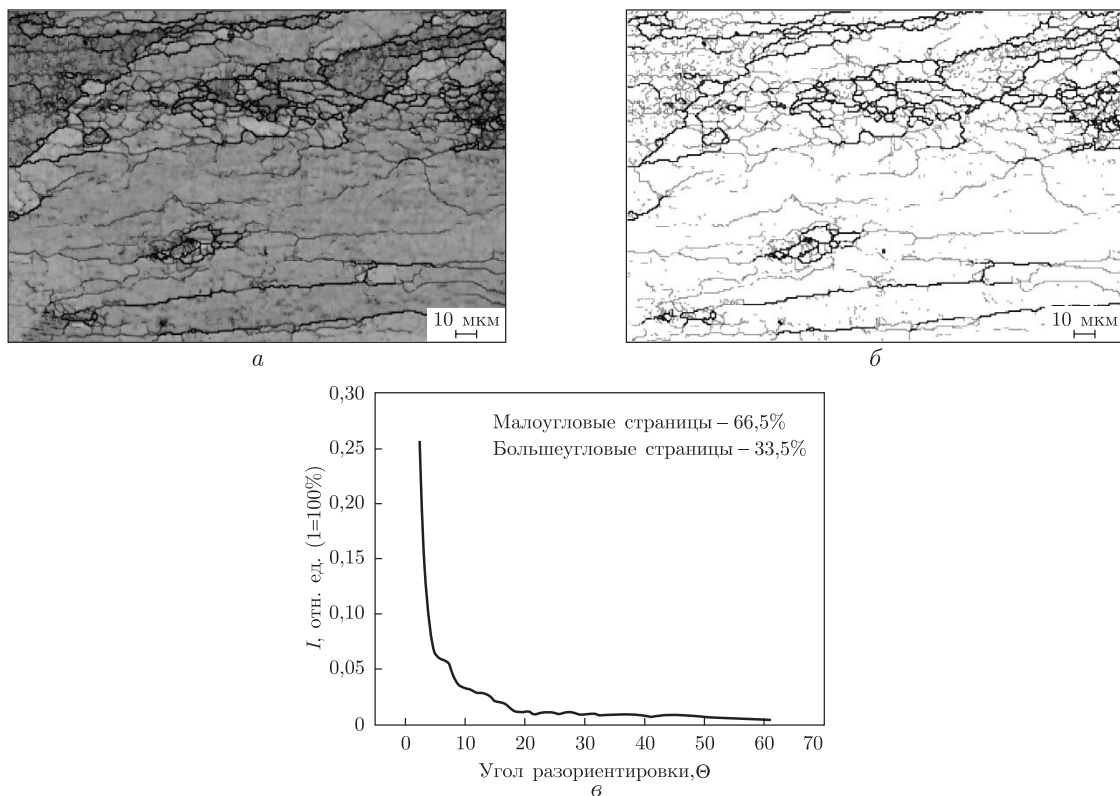 10 мкм
10 мкм
а
б
0,30
0,25
0,20
0,15
0,10
0,05
0
I, отн. ед. (1=100%)
Малоугловые страницы – 66,5%
Большеугловые страницы – 33,5%
0 10 20 30 40 50 60 70
Угол разориентировки,Θ
в